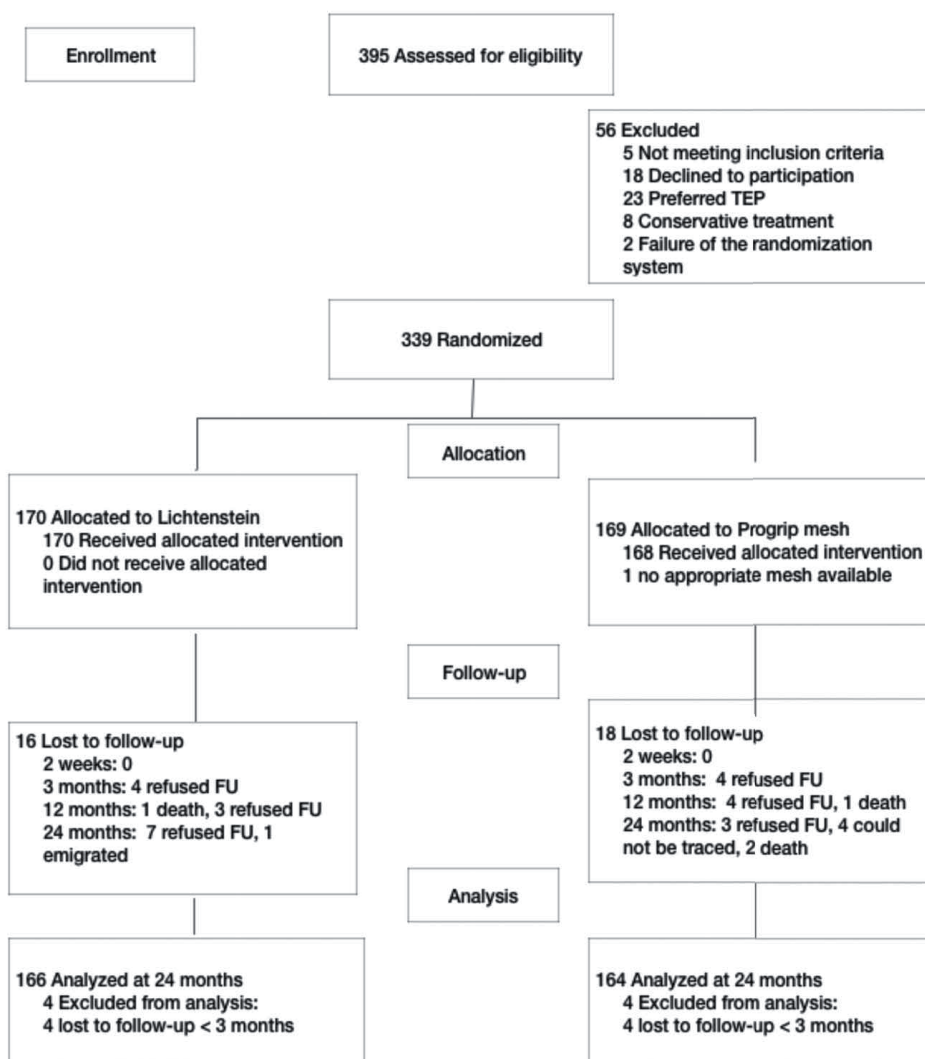 Enrollment
395 Assessed for eligibility
56 Excluded
5 Not meeting inclusion criteria
18 Declined to participation
23 Preferred TEP
8 Conservative treatment
2 Failure of the randomization
system
339 Randomized
Allocation
170 Allocated to Lichtenstein
170 Received allocated intervention
0 Did not receive allocated
intervention
169 Allocated to Progrip mesh
168 Received allocated intervention
1 no appropriate mesh available
Follow-up
16 Lost to follow-up
2 weeks: 0
3 months: 4 refused FU
12 months: 1 death, 3 refused FU
24 months: 7 refused FU, 1
emigrated
18 Lost to follow-up
2 weeks: 0
3 months: 4 refused FU
12 months: 4 refused FU, 1 death
24 months: 3 refused FU, 4 could
not be traced, 2 death
Analysis
166 Analyzed at 24 months
4 Excluded from analysis:
4 lost to follow-up < 3 months
164 Analyzed at 24 months
4 Excluded from analysis:
4 lost to follow-up < 3 months